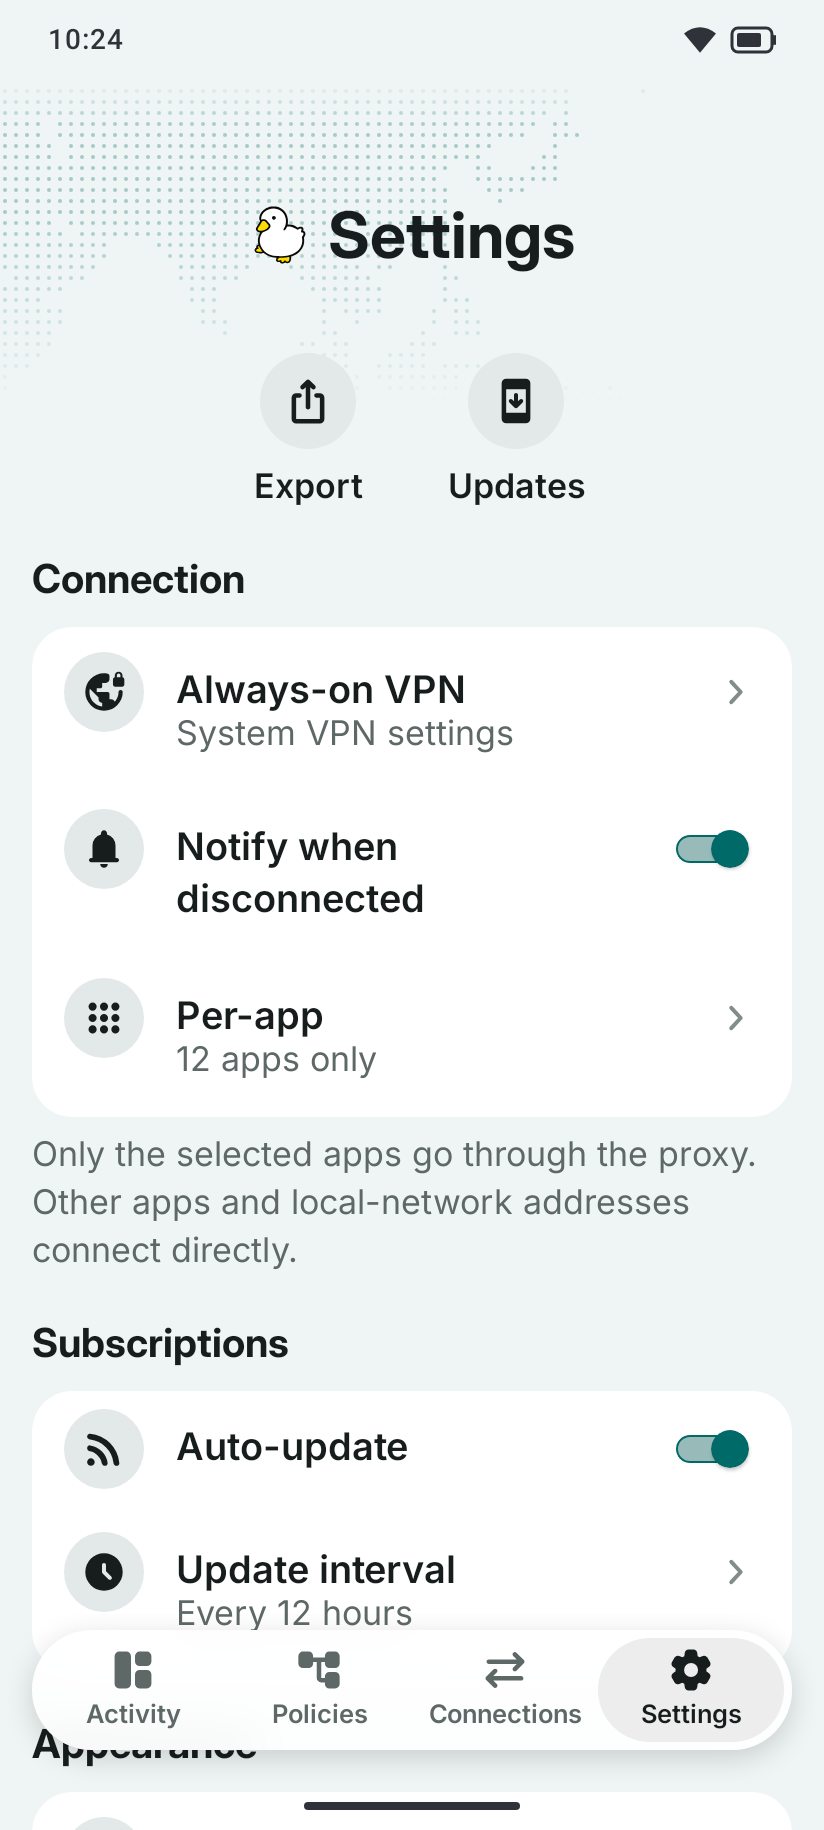 10:24
Settings
Export
Updates
Connection
Always-on VPN
System VPN settings
Notify when
disconnected
Per-app
12 apps only
Only the selected apps go through the proxy.
Other apps and local-network addresses
connect directly.
Subscriptions
Auto-update
Update interval
Every 12 hours
Appearance
Activity
Policies
Connections
Settings